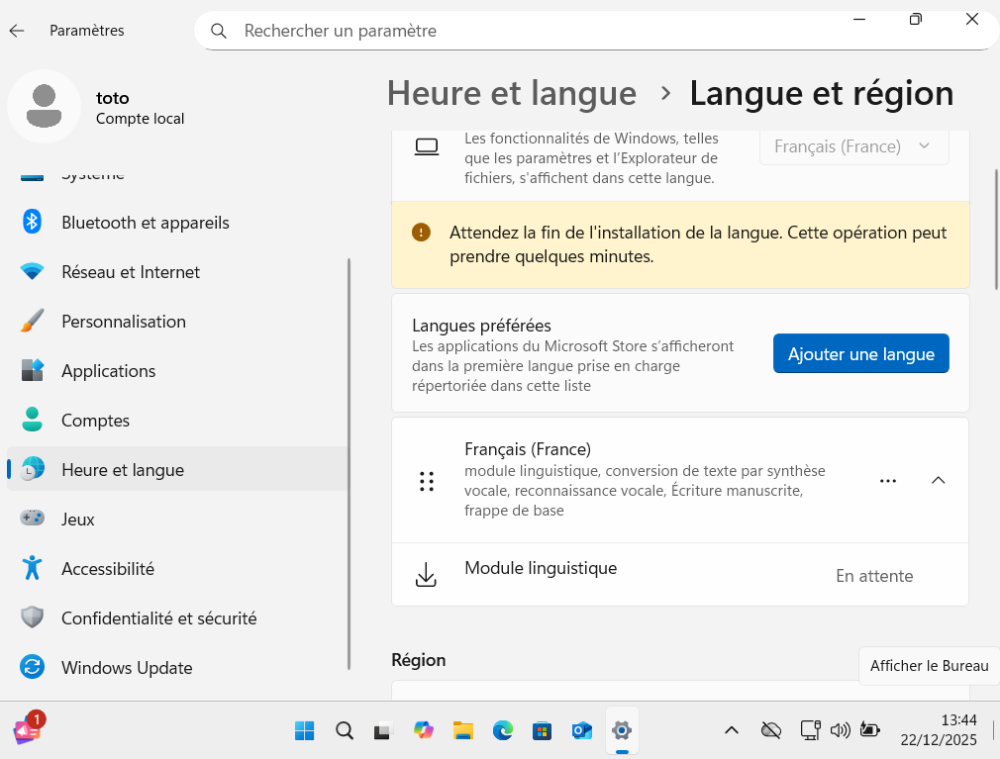 Paramètres
Rechercher un paramètre
toto
Compte local
Système
Bluetooth et appareils
Réseau et Internet
Personnalisation
Applications
Comptes
Heure et langue
Jeux
Accessibilité
Confidentialité et sécurité
Windows Update
Heure et langue > Langue et région
Les fonctionnalités de Windows, telles
que les paramètres et l’Explorateur de
fichiers, s'affichent dans cette langue.
Français (France)
Attendez la fin de l'installation de la langue. Cette opération peut
prendre quelques minutes.
Langues préférées
Les applications du Microsoft Store s’afficheront
dans la première langue prise en charge
répertoriée dans cette liste
Ajouter une langue
Français (France)
module linguistique, conversion de texte par synthèse
vocale, reconnaissance vocale, Écriture manuscrite,
frappe de base
Module linguistique
En attente
Région
Afficher le Bureau
1
13:44
22/12/2025